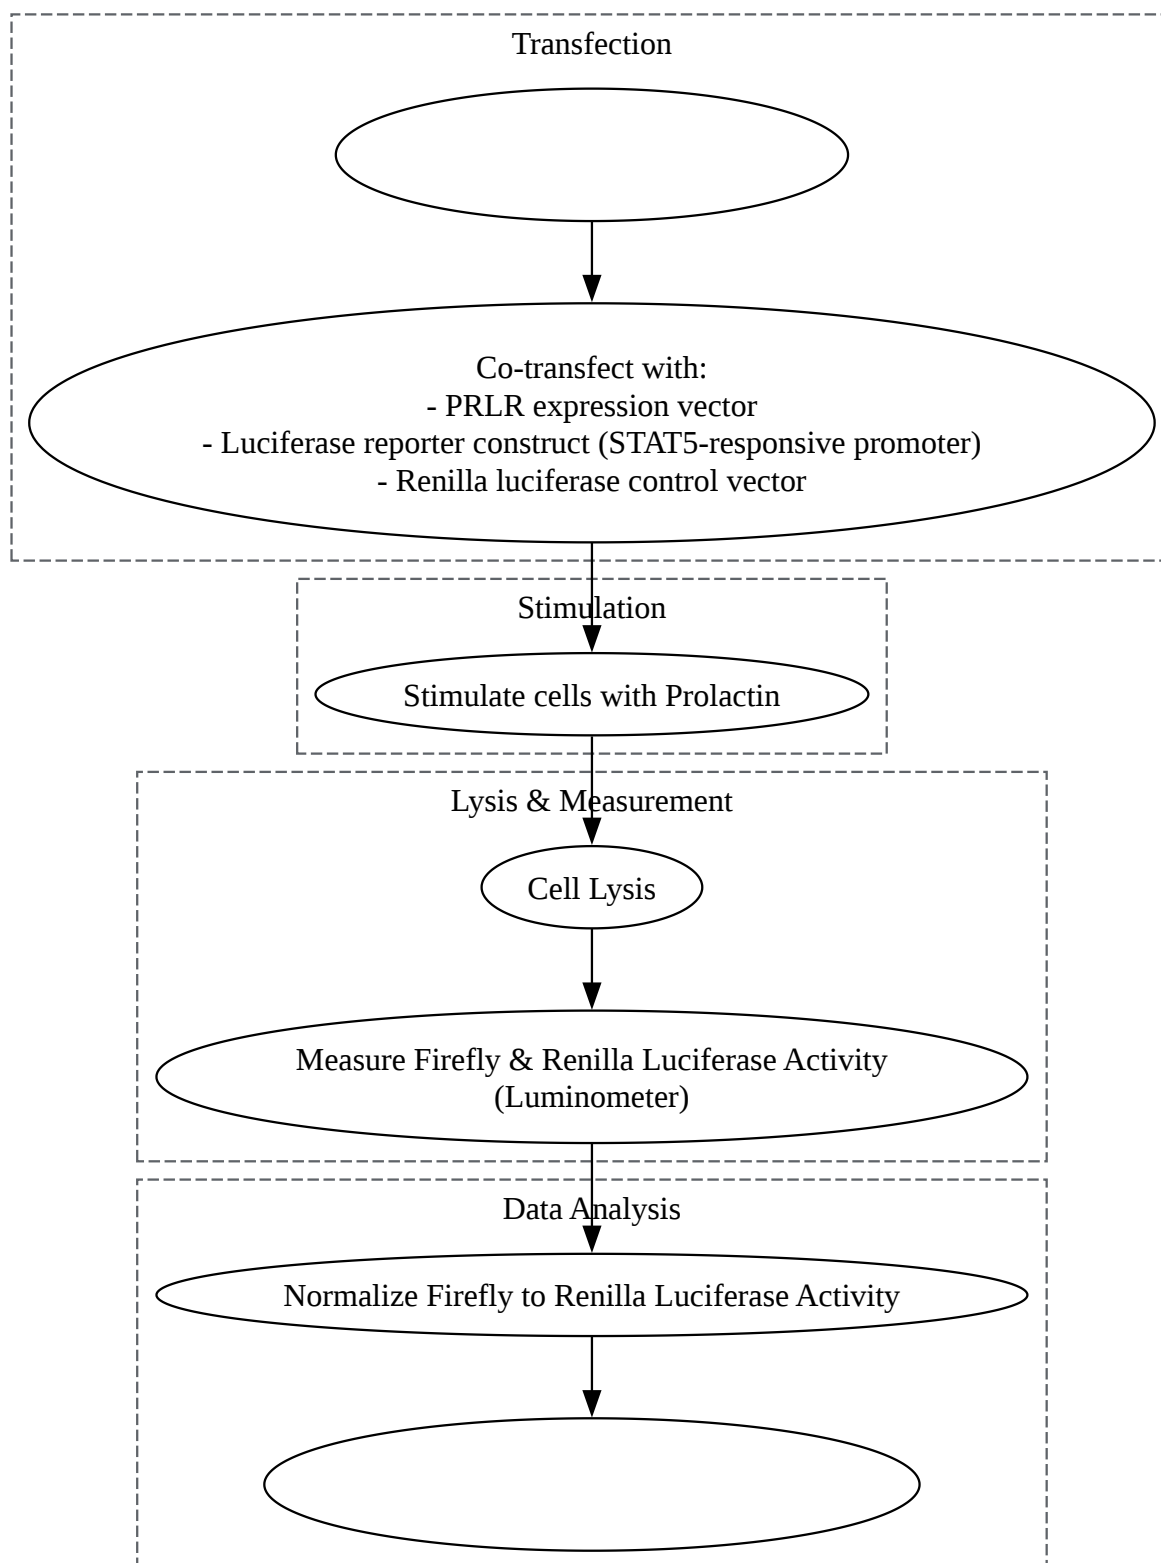 Transfection
Co-transfect with:
- PRLR expression vector
- Luciferase reporter construct (STAT5-responsive promoter)
- Renilla luciferase control vector
Stimulation
Stimulate cells with Prolactin
Lysis & Measurement
Cell Lysis
Measure Firefly & Renilla Luciferase Activity
(Luminometer)
Data Analysis
Normalize Firefly to Renilla Luciferase Activity